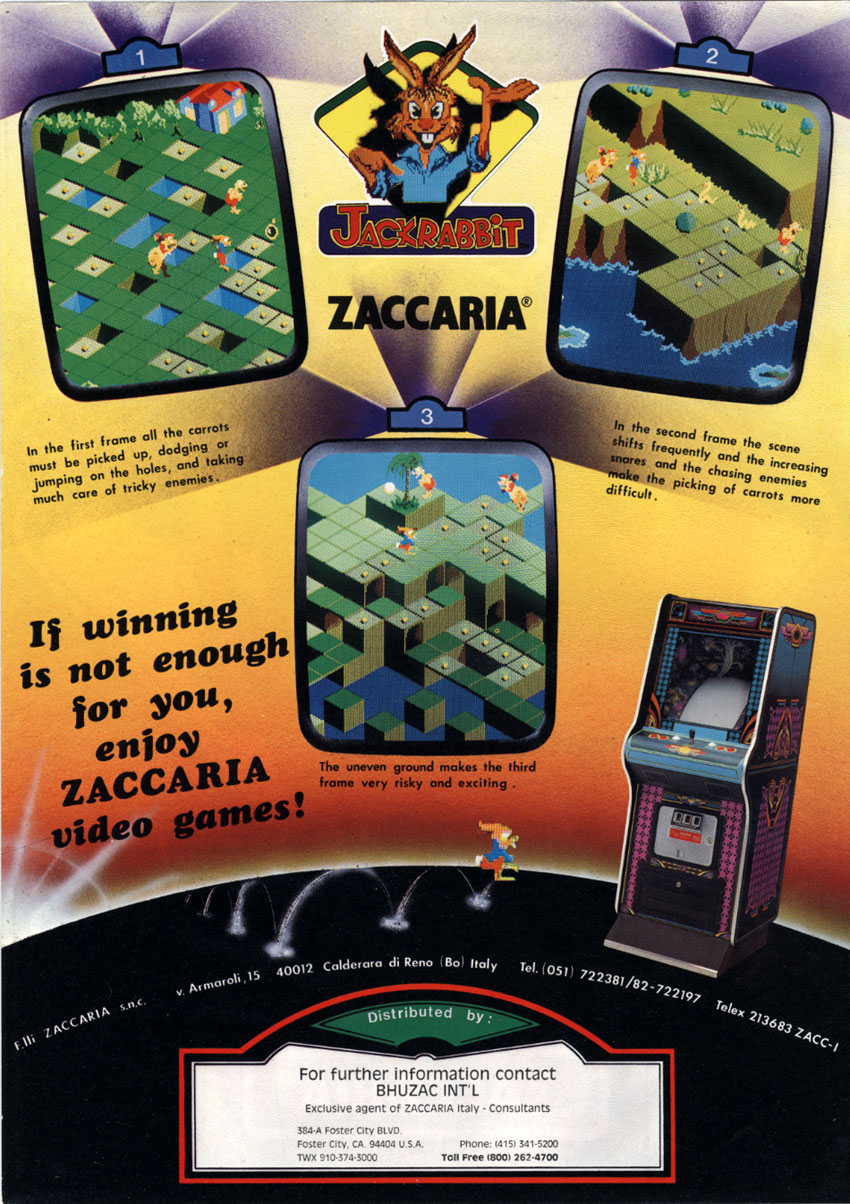 1
2
JACKRABBIT
ZACCARIA®
3
In the first frame all the carrots
must be picked up, dodging or
jumping on the holes, and taking
much care of tricky enemies.
In the second frame the scene
shifts frequently and the increasing
snares and the chasing enemies
make the picking of carrots more
difficult.
The uneven ground makes the third
frame very risky and exciting .
If winning
is not enough
for you,
enjoy
ZACCARIA
video games!
F.lli ZACCARIA s.n.c. v. Armaroli,15 40012 Calderara di Reno (Bo) Italy Tel. (051) 722381/82-722197 Telex 213683 ZACC-I
Distributed by:
For further information contact
BHUZAC INT'L
Exclusive agent of ZACCARIA Italy - Consultants
384-A Foster City BLVD.
Foster City, CA. 94404 U.S.A. Phone: (415) 341-5200
TWX 910-374-3000 Toll Free (800) 262-4700